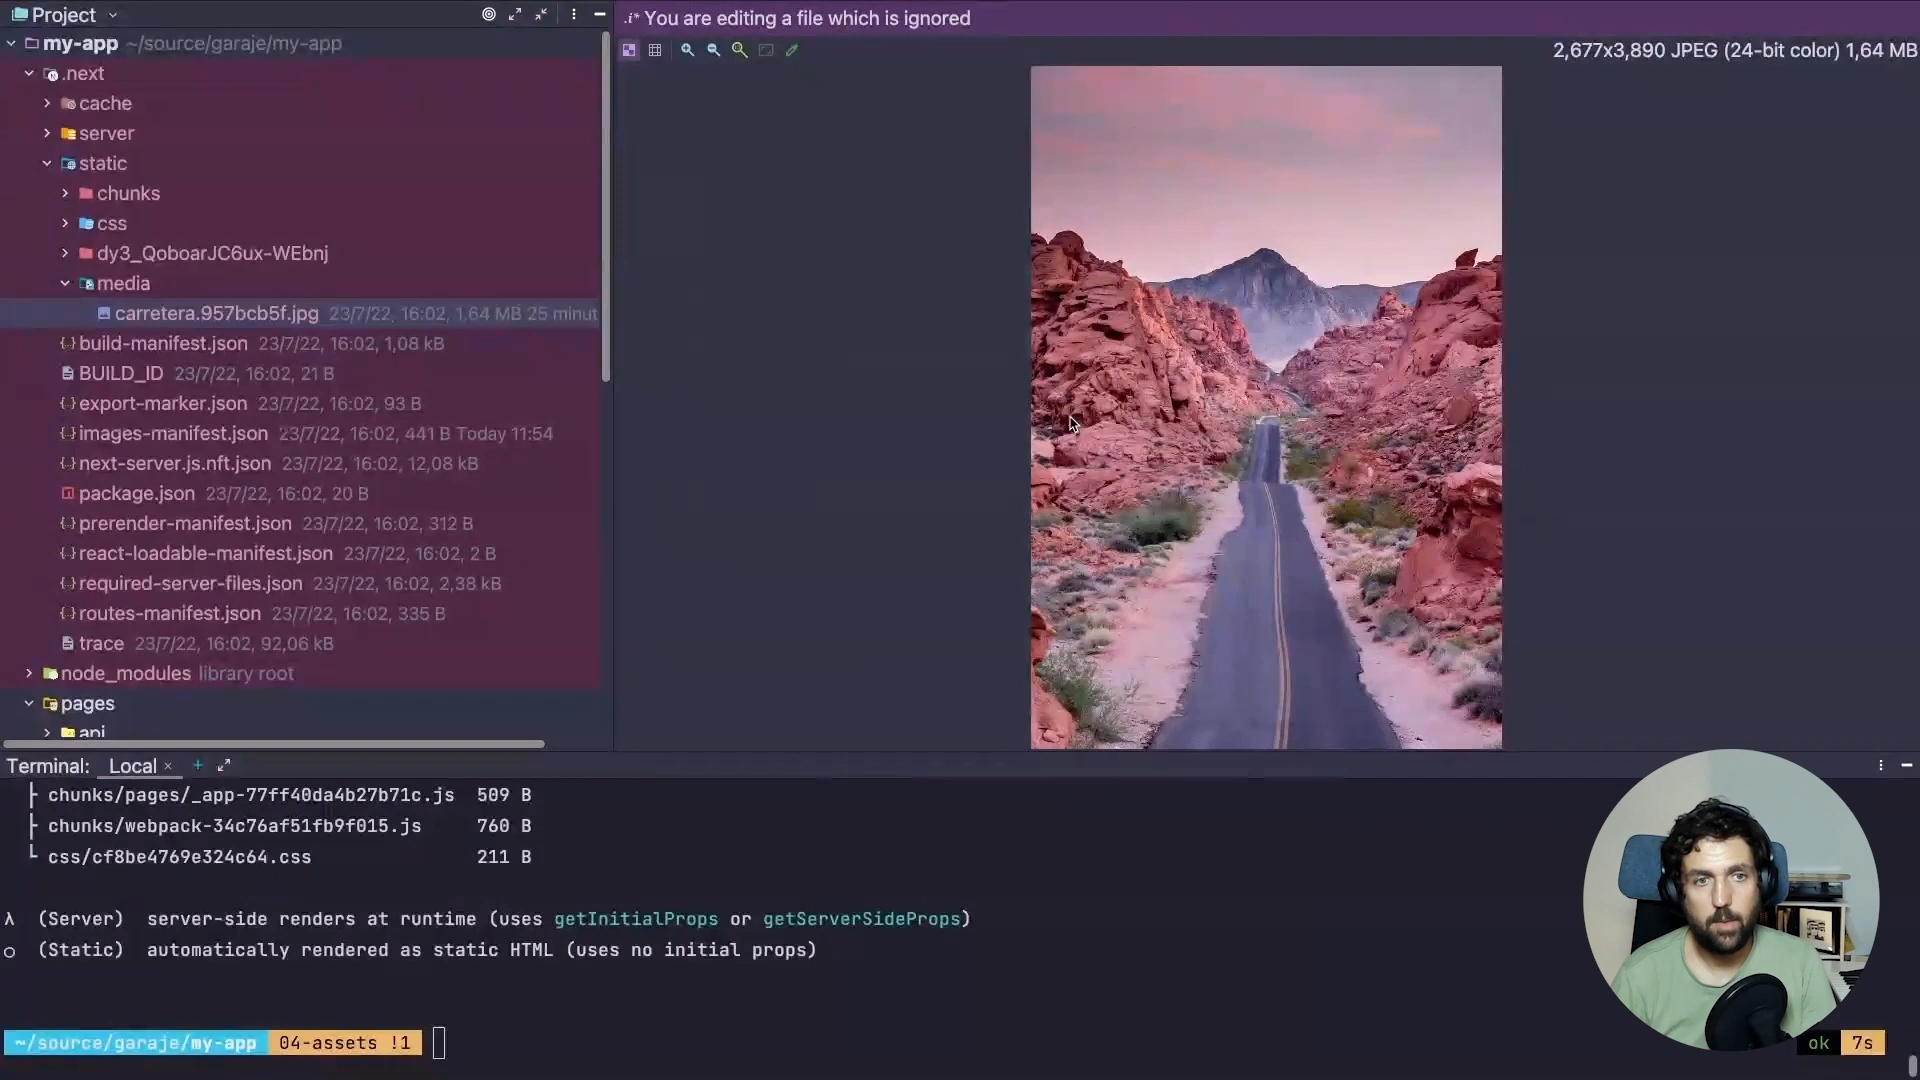 Project
.i* You are editing a file which is ignored
my-app ~/source/garaje/my-app
2,677x3,890 JPEG (24-bit color) 1,64 MB
.next
cache
server
static
chunks
css
dy3_QoboarJC6ux-WEbnj
media
carretera.957bcb5f.jpg 23/7/22, 16:02, 1,64 MB 25 minut
build-manifest.json 23/7/22, 16:02, 1,08 kB
BUILD_ID 23/7/22, 16:02, 21 B
export-marker.json 23/7/22, 16:02, 93 B
images-manifest.json 23/7/22, 16:02, 441 B Today 11:54
next-server.js.nft.json 23/7/22, 16:02, 12,08 kB
package.json 23/7/22, 16:02, 20 B
prerender-manifest.json 23/7/22, 16:02, 312 B
react-loadable-manifest.json 23/7/22, 16:02, 2 B
required-server-files.json 23/7/22, 16:02, 2,38 kB
routes-manifest.json 23/7/22, 16:02, 335 B
trace 23/7/22, 16:02, 92,06 kB
node_modules library root
pages
api
Terminal: Local × +
├ chunks/pages/_app-77ff40da4b27b71c.js 509 B
├ chunks/webpack-34c76af51fb9f015.js 760 B
└ css/cf8be4769e324c64.css 211 B
λ (Server) server-side renders at runtime (uses getInitialProps or getServerSideProps)
○ (Static) automatically rendered as static HTML (uses no initial props)
~/source/garaje/my-app 04-assets !1
ok 7s